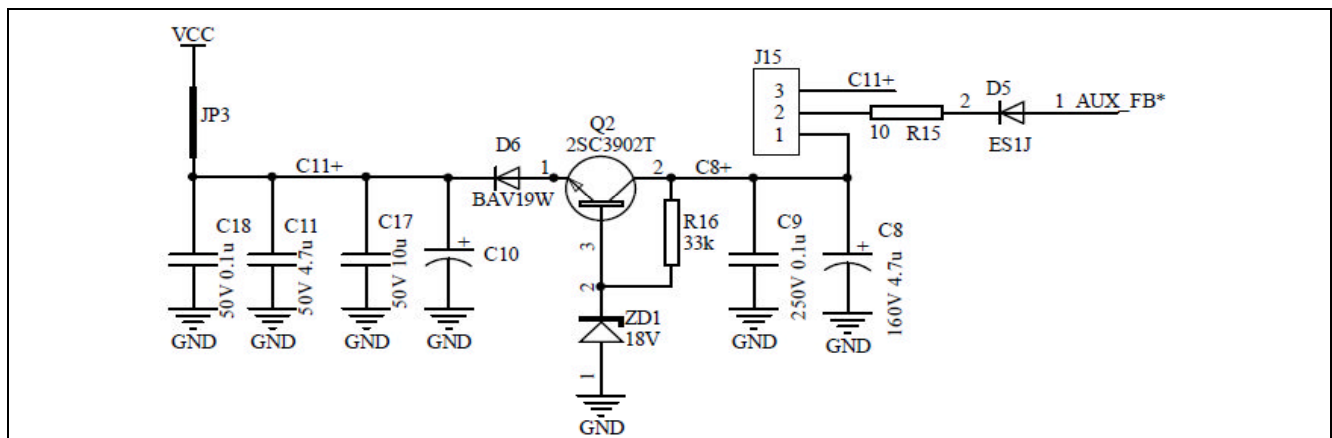 VCC
JP3
C11+
C18
50V 0.1u
GND
C11
50V 4.7u
GND
C17
50V 10u
GND
+
C10
GND
D6
BAV19W
1
Q2
2SC3902T
2
3
C8+
R16
33k
2
ZD1
18V
1
GND
C9
250V 0.1u
GND
+
C8
160V 4.7u
GND
J15
3
2
1
C11+
10
R15
2
D5
ES1J
1
AUX_FB*